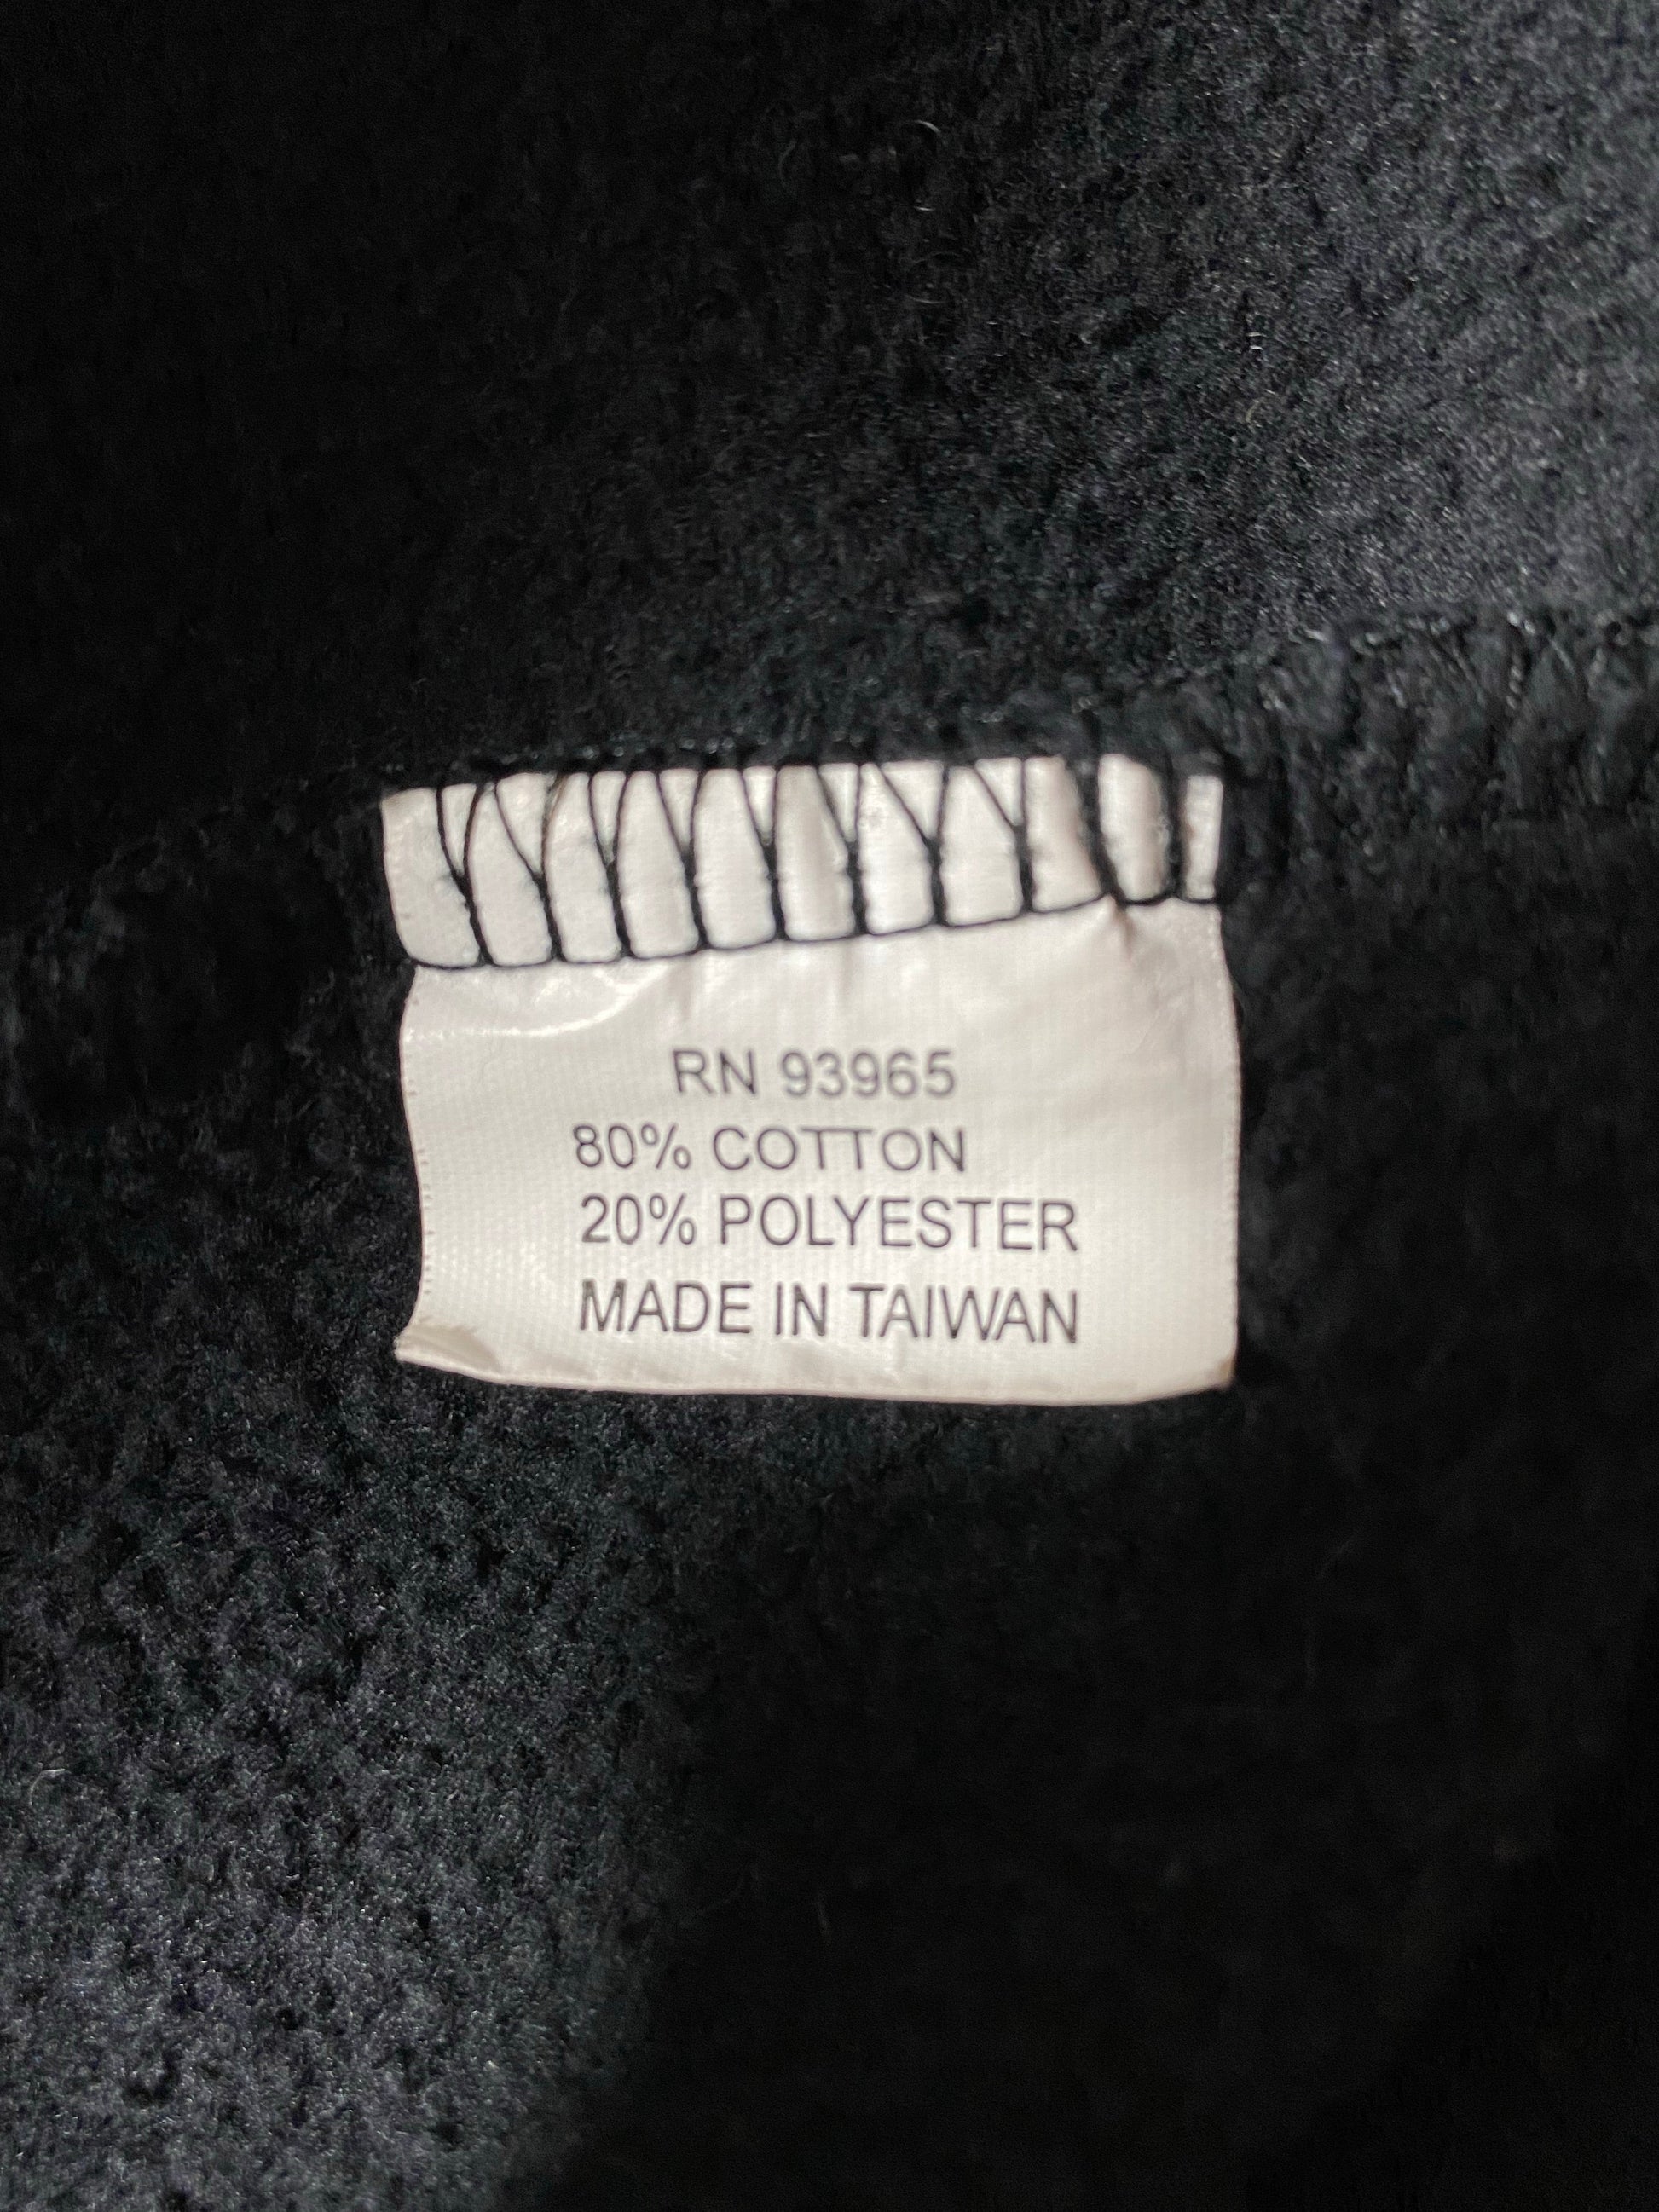 RN 93965
80% COTTON
20% POLYESTER
MADE IN TAIWAN